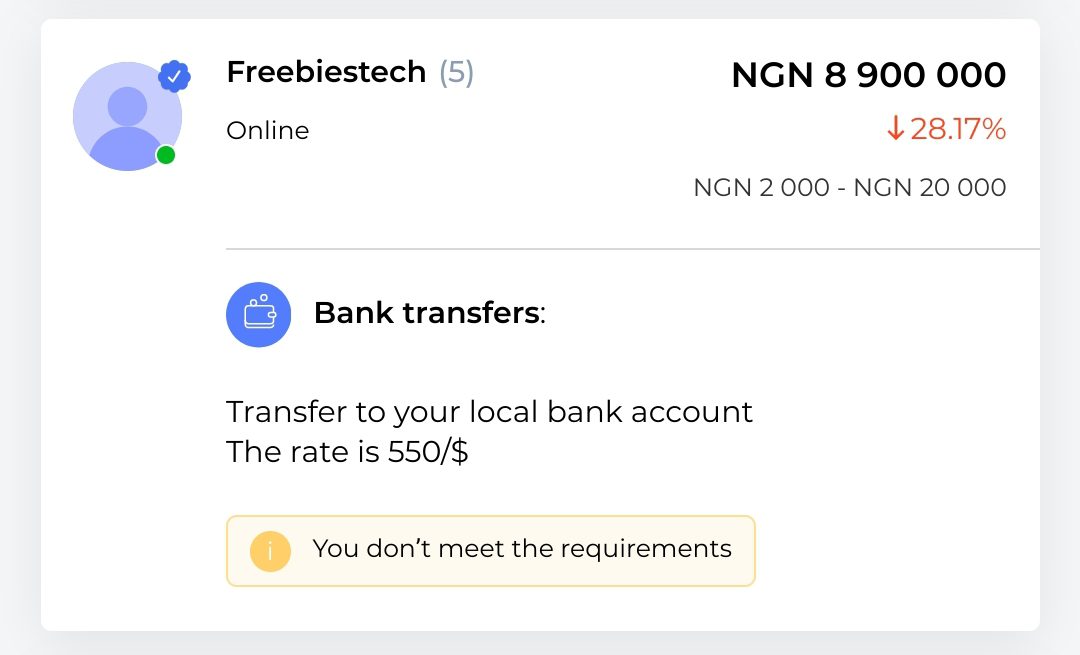 Freebiestech (5)
NGN 8 900 000
Online
↓28.17%
NGN 2 000 - NGN 20 000
Bank transfers:
Transfer to your local bank account
The rate is 550/$
i
You don’t meet the requirements